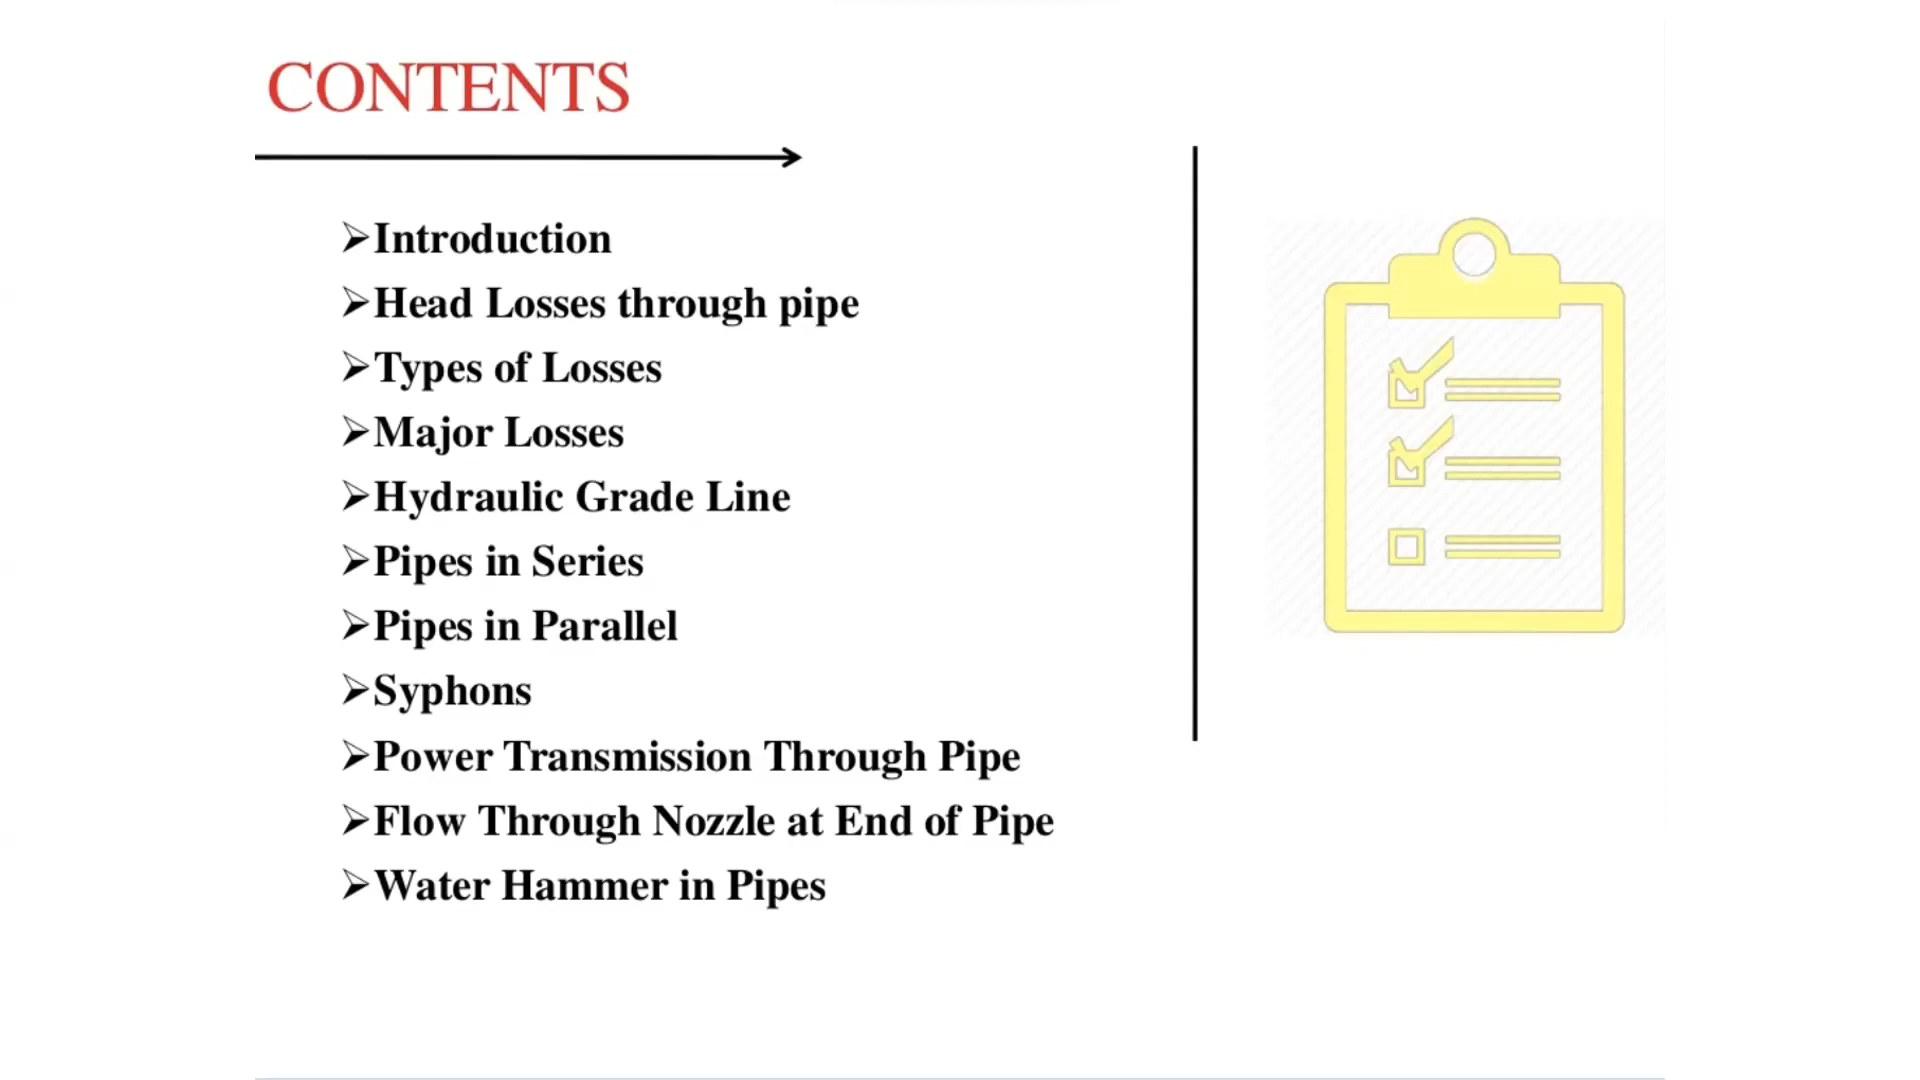 CONTENTS
➢Introduction
➢Head Losses through pipe
➢Types of Losses
➢Major Losses
➢Hydraulic Grade Line
➢Pipes in Series
➢Pipes in Parallel
➢Syphons
➢Power Transmission Through Pipe
➢Flow Through Nozzle at End of Pipe
➢Water Hammer in Pipes